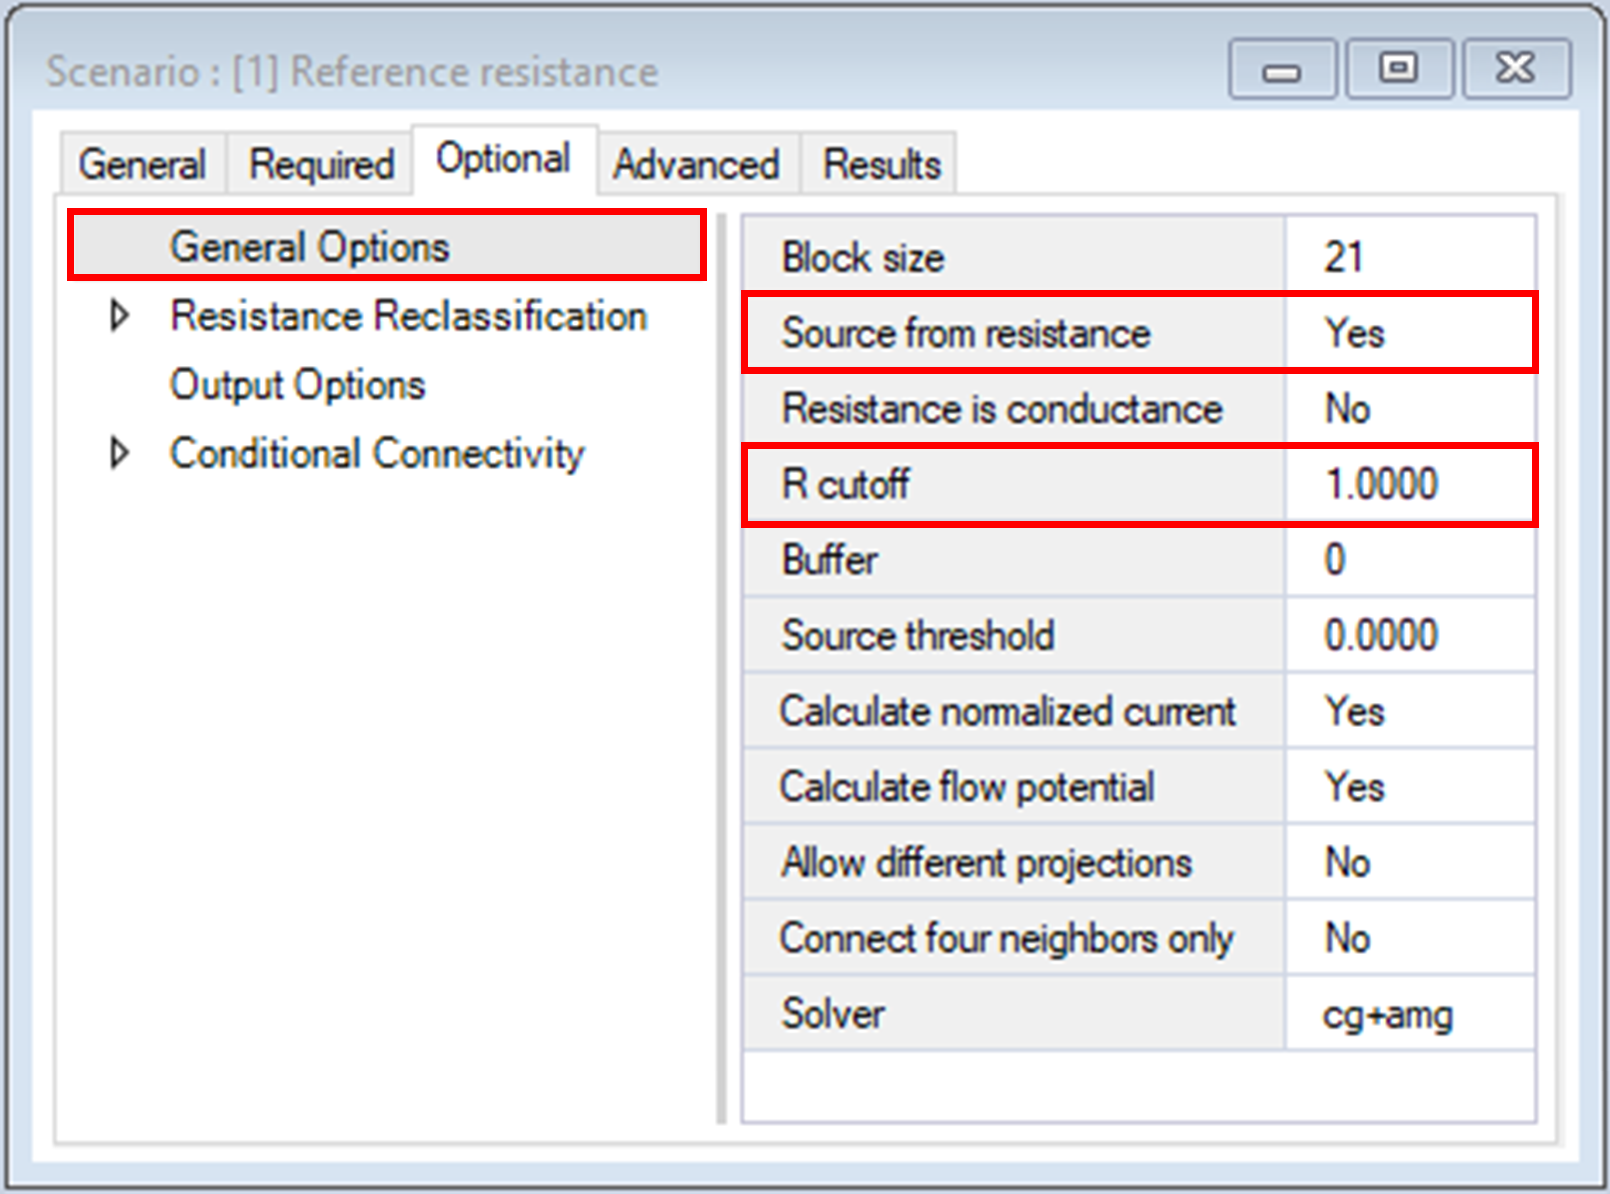 Scenario : [1] Reference resistance
General Required Optional Advanced Results
General Options
Resistance Reclassification
Output Options
Conditional Connectivity
Block size 21
Source from resistance Yes
Resistance is conductance No
R cutoff 1.0000
Buffer 0
Source threshold 0.0000
Calculate normalized current Yes
Calculate flow potential Yes
Allow different projections No
Connect four neighbors only No
Solver cg+amg